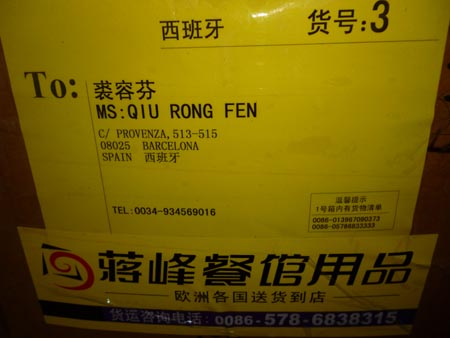 西班牙 货号:3
To: 裘容芬
MS:QIU RONG FEN
C/ PROVENZA,513-515
08025 BARCELONA
SPAIN 西班牙
TEL:0034-934569016
温馨提示
1号箱内有货物清单
0086-013967090273
0086-05786833333
蒋峰餐馆用品
欧洲各国送货到店
货运咨询电话: 0086-578-6838315